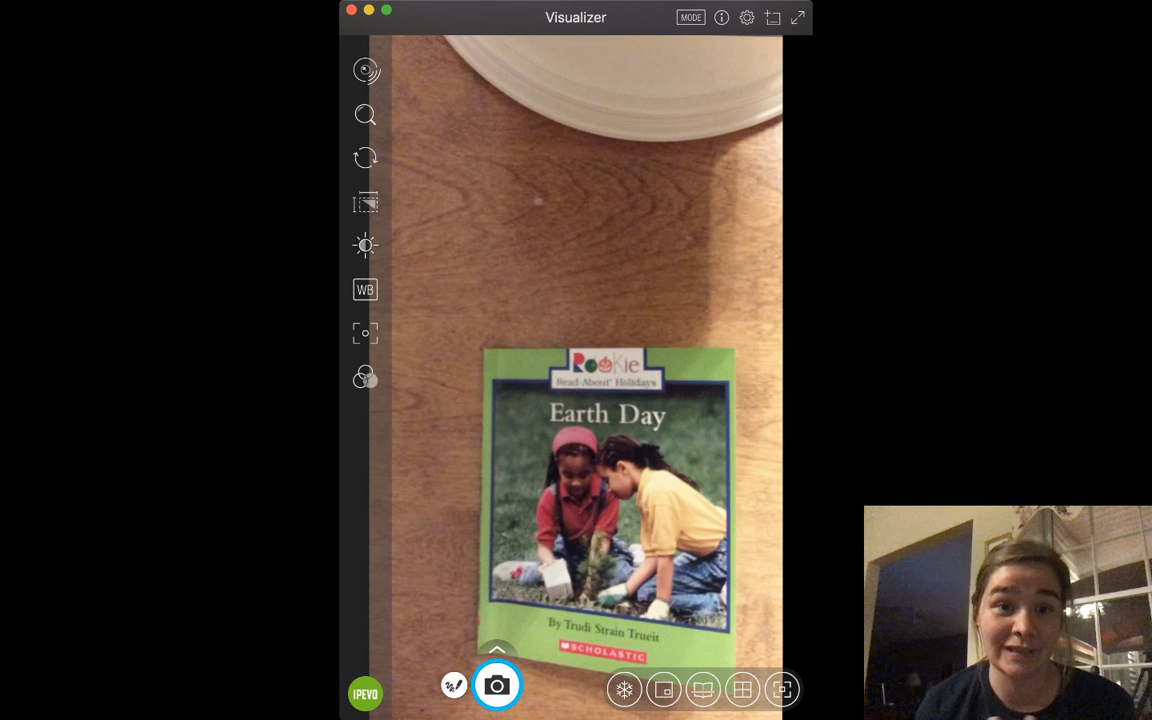 Visualizer
MODE
WB
Rookie
Read-About® Holidays
Earth Day
By Trudi Strain Trueit
SCHOLASTIC
IPEVO